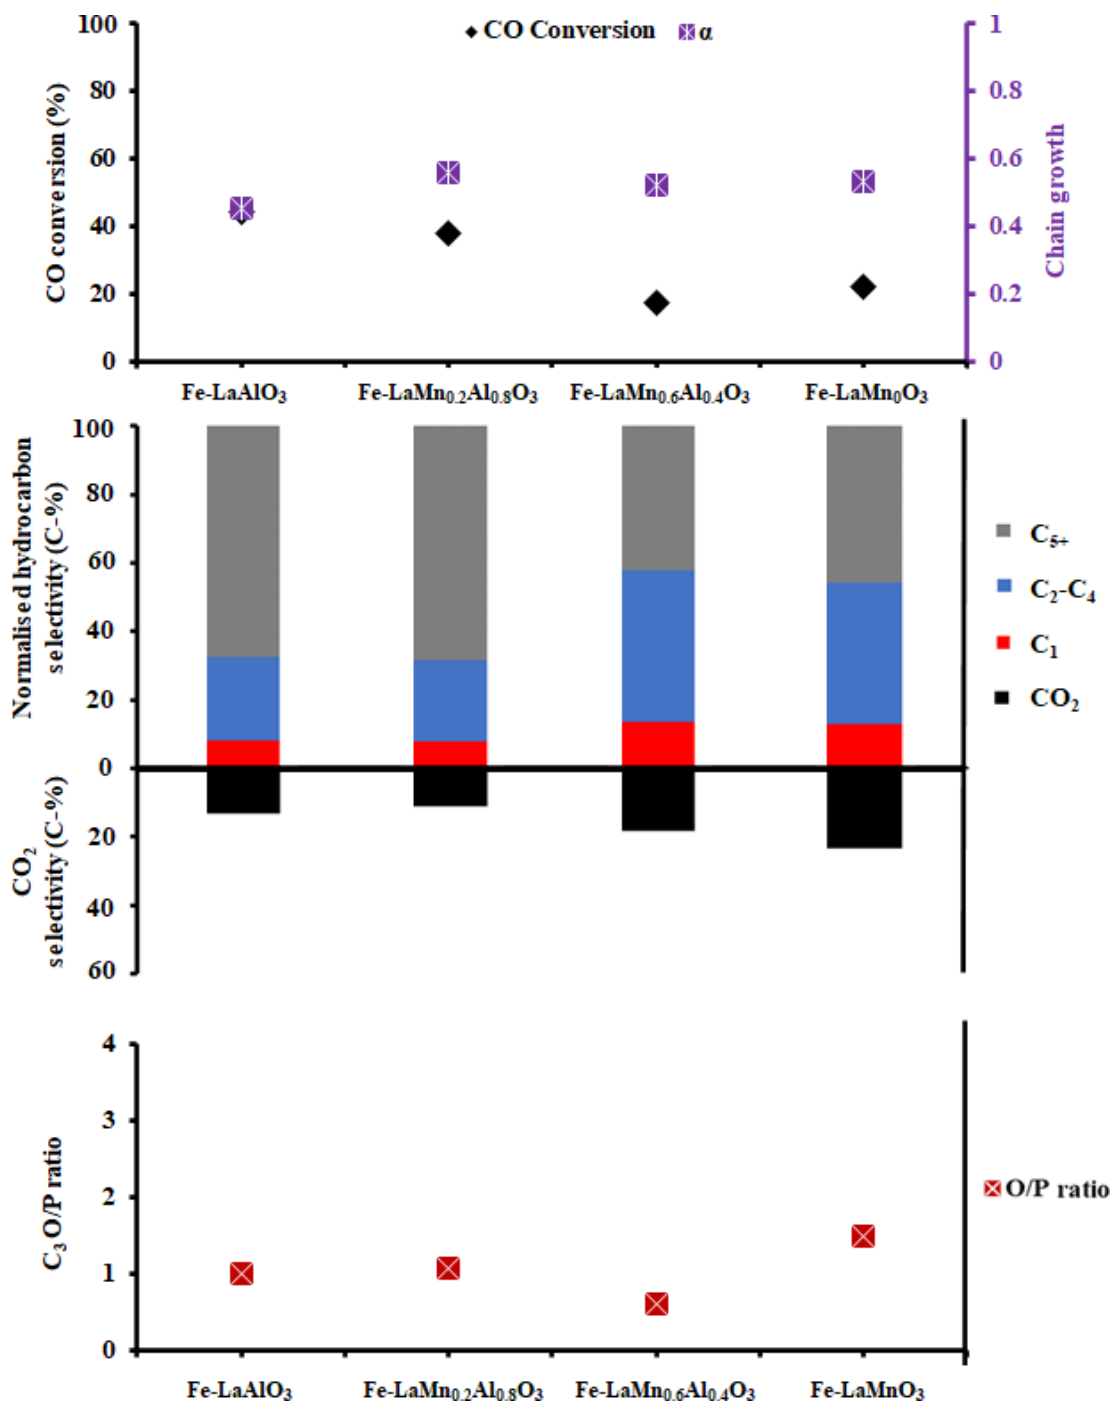 CO Conversion α
100
80
60
40
20
0
CO conversion (%)
1
0.8
0.6
0.4
0.2
0
Chain growth
Fe-LaAlO₃ Fe-LaMn₀.₂Al₀.₈O₃ Fe-LaMn₀.₆Al₀.₄O₃ Fe-LaMn₀O₃
Normalised hydrocarbon
selectivity (C-%)
100
80
60
40
20
0
CO₂
selectivity (C-%)
20
40
60
C₅₊
C₂-C₄
C₁
CO₂
C₃ O/P ratio
4
3
2
1
0
O/P ratio
Fe-LaAlO₃ Fe-LaMn₀.₂Al₀.₈O₃ Fe-LaMn₀.₆Al₀.₄O₃ Fe-LaMnO₃